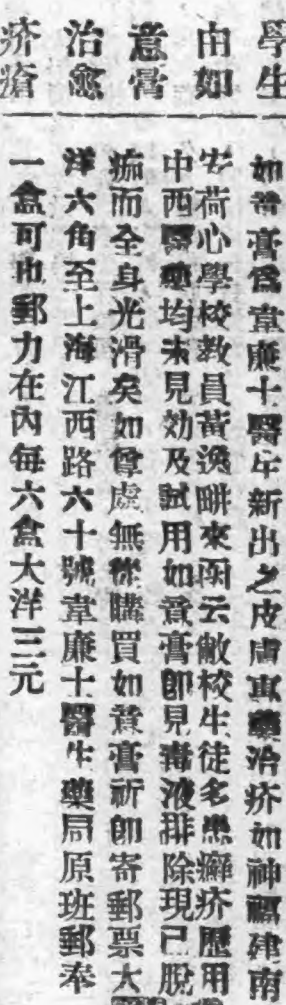 學生
由如
意膏
治愈
疥瘡
如意膏爲韋廉士醫生新出之皮膚車藥治疥如神福建南
安荷心學校教員黃逸畊來函云敝校生徒多患癬疥歷用
中西醫藥均未見効及試用如意膏卽見毒液排除現已脫
痂而全身光滑矣如尊處無從購買如意膏祈卽寄郵票大
洋六角至上海江西路六十號韋廉士醫生藥局原班郵奉
一盒可也郵力在內每六盒大洋三元